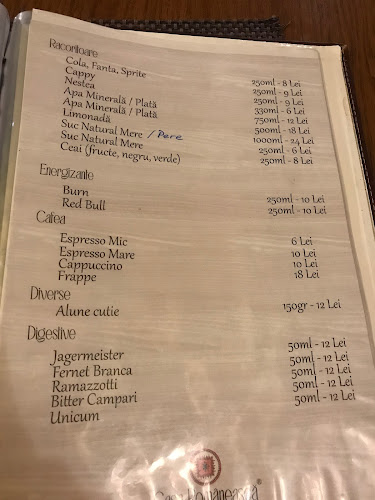 Racoritoare
Cola, Fanta, Sprite 250ml - 8 Lei
Cappy 250ml - 9 Lei
Nestea 250ml - 9 Lei
Apa Minerală / Plată 330ml - 6 Lei
Apa Minerală / Plată 750ml - 12 Lei
Limonadă 500ml - 18 Lei
Suc Natural Mere / Pere 1000ml - 24 Lei
Suc Natural Mere 250ml - 6 Lei
Ceai (fructe, negru, verde) 250ml - 8 Lei
Energizante
Burn 250ml - 10 Lei
Red Bull 250ml - 10 Lei
Cafea
Espresso Mic 6 Lei
Espresso Mare 10 Lei
Cappuccino 10 Lei
Frappe 18 Lei
Diverse
Alune cutie 150gr - 12 Lei
Digestive
Jagermeister 50ml - 12 Lei
Fernet Branca 50ml - 12 Lei
Ramazzotti 50ml - 12 Lei
Bitter Campari 50ml - 12 Lei
Unicum 50ml - 12 Lei